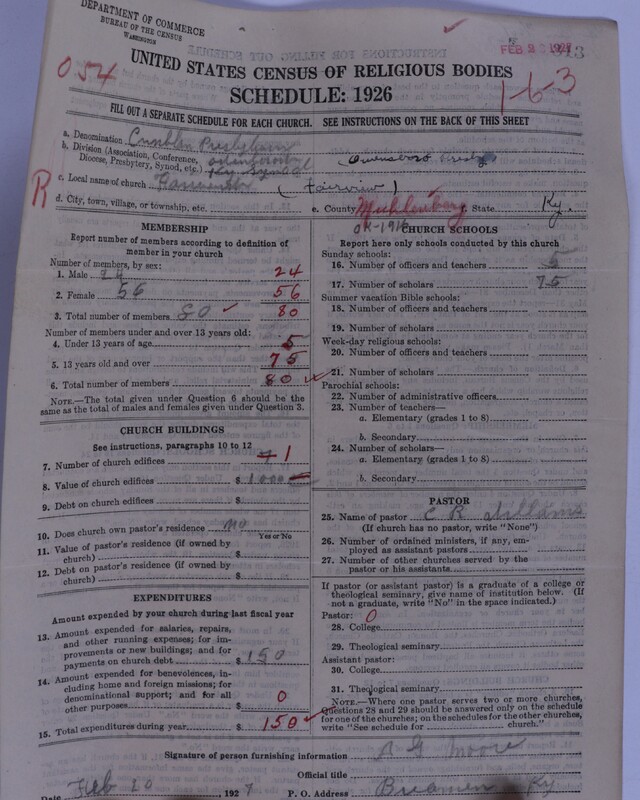 DEPARTMENT OF COMMERCE
BUREAU OF THE CENSUS
WASHINGTON
FEB 1927
UNITED STATES CENSUS OF RELIGIOUS BODIES
054
SCHEDULE: 1926
1-6-3
FILL OUT A SEPARATE SCHEDULE FOR EACH CHURCH. SEE INSTRUCTIONS ON THE BACK OF THIS SHEET
a. Denomination Presbyterian
b. Division (Association, Conference, Diocese, Presbytery, Synod, etc.) Ky Synod Owensboro Presby
R
c. Local name of church (Fairview)
d. City, town, village, or township, etc. e. County Muhlenburg State Ky.
OK-1916
MEMBERSHIP
Report number of members according to definition of
member in your church
Number of members, by sex:
1. Male 24 24
2. Female 56 56
3. Total number of members 80 ✓ 80
Number of members under and over 13 years old:
4. Under 13 years of age 5
5. 13 years old and over 75
6. Total number of members 80 ✓
NOTE.—The total given under Question 6 should be the
same as the total of males and females given under Question 3.
CHURCH BUILDINGS
See instructions, paragraphs 10 to 12
7. Number of church edifices 1
8. Value of church edifices $ 1000
9. Debt on church edifices $
10. Does church own pastor's residence no
Yes or No
11. Value of pastor's residence (if owned by
church) $
12. Debt on pastor's residence (if owned by
church) $
EXPENDITURES
Amount expended by your church during last fiscal year
13. Amount expended for salaries, repairs,
and other running expenses; for im-
provements or new buildings; and for
payments on church debt $ 150
14. Amount expended for benevolences, in-
cluding home and foreign missions; for
denominational support; and for all
other purposes $ 0
15. Total expenditures during year $ 150 ✓
CHURCH SCHOOLS
Report here only schools conducted by this church
Sunday schools:
16. Number of officers and teachers 5
17. Number of scholars 75
Summer vacation Bible schools:
18. Number of officers and teachers
19. Number of scholars
Week-day religious schools:
20. Number of officers and teachers
21. Number of scholars
Parochial schools:
22. Number of administrative officers
23. Number of teachers—
a. Elementary (grades 1 to 8)
b. Secondary
24. Number of scholars—
a. Elementary (grades 1 to 8)
b. Secondary
PASTOR
25. Name of pastor C R Williams
(If church has no pastor, write "None")
26. Number of ordained ministers, if any, em-
ployed as assistant pastors
27. Number of other churches served by the
pastor or his assistants
If pastor (or assistant pastor) is a graduate of a college or
theological seminary, give name of institution below. (If
not a graduate, write "No" in the space indicated.)
Pastor: 0
28. College
29. Theological seminary
Assistant pastor:
30. College
31. Theological seminary
NOTE.—Where one pastor serves two or more churches,
Questions 28 and 29 should be answered only on the schedule
for one of the churches; on the schedules for the other churches,
write "See schedule for church."
Signature of person furnishing information Moore
Official title
Date Feb 10 1927 P. O. Address Bremen Ky